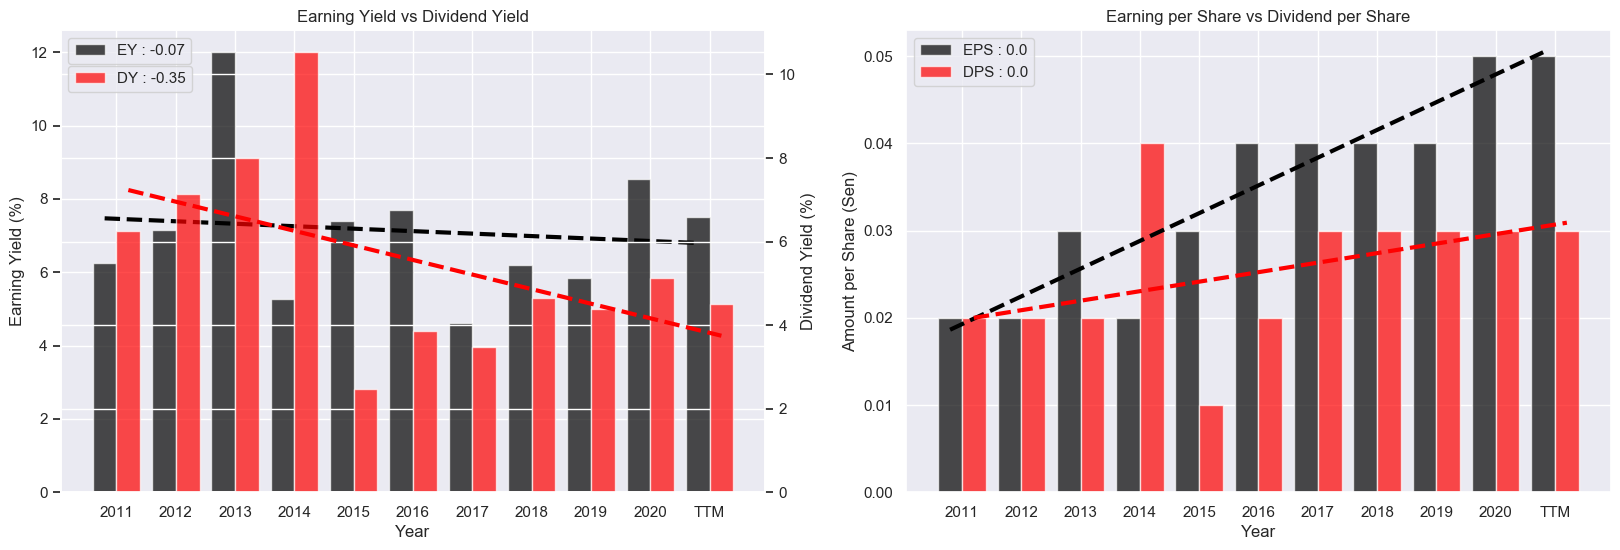 Earning Yield vs Dividend Yield
EY : -0.07
DY : -0.35
12
10
8
6
4
2
0
Earning Yield (%)
10
8
6
4
2
0
Dividend Yield (%)
2011 2012 2013 2014 2015 2016 2017 2018 2019 2020 TTM
Year
Earning per Share vs Dividend per Share
EPS : 0.0
DPS : 0.0
0.05
0.04
0.03
0.02
0.01
0.00
Amount per Share (Sen)
2011 2012 2013 2014 2015 2016 2017 2018 2019 2020 TTM
Year